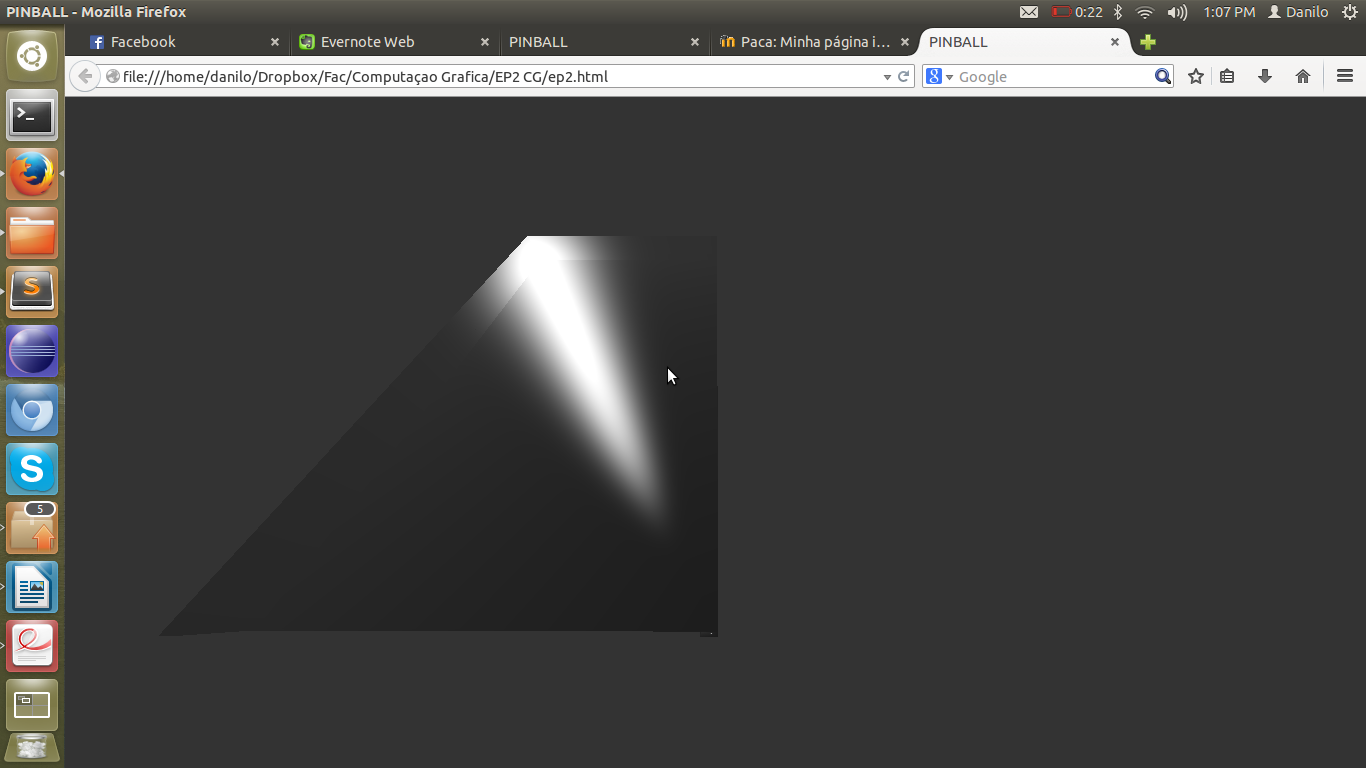 PINBALL - Mozilla Firefox
0:22
1:07 PM
Danilo
Facebook
Evernote Web
PINBALL
Paca: Minha página i...
PINBALL
file:///home/danilo/Dropbox/Fac/Computaçao Grafica/EP2 CG/ep2.html
8
Google
>_
S
S
5